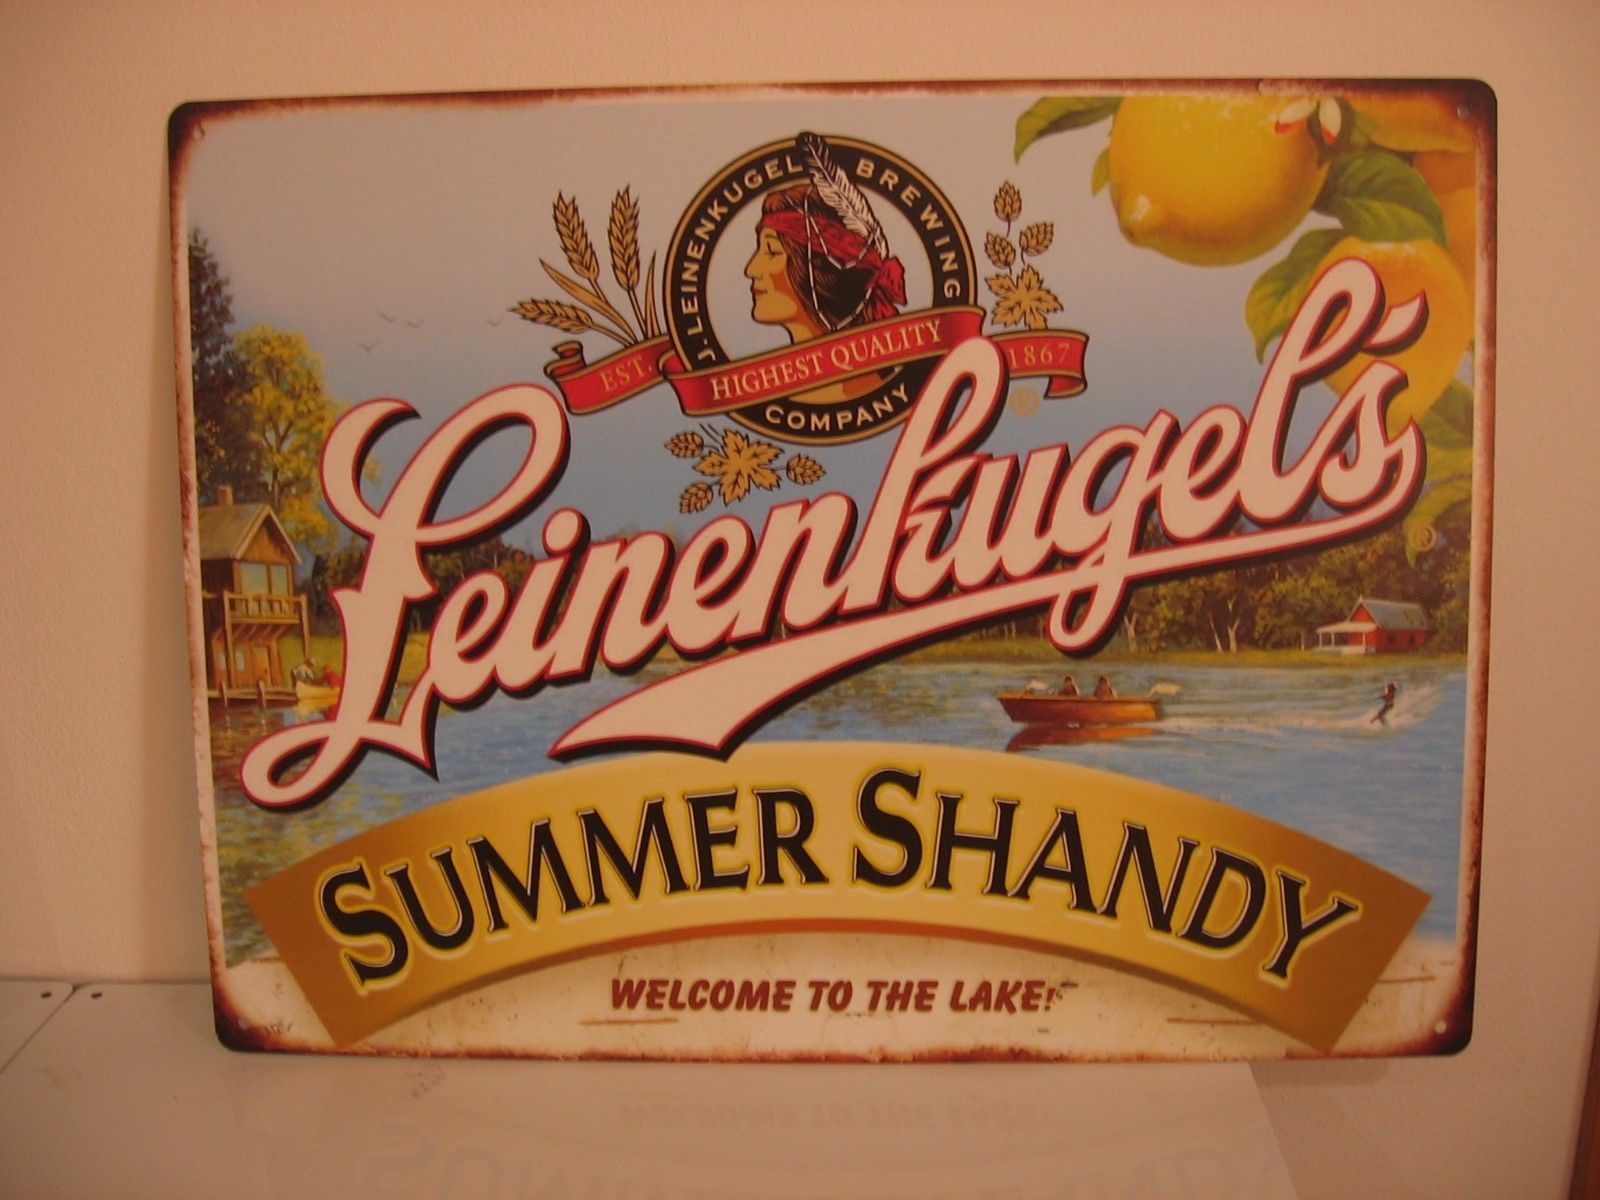 J. LEINENKUGEL BREWING
EST. HIGHEST QUALITY 1867
COMPANY
®
Leinenkugel's
®
SUMMER SHANDY
WELCOME TO THE LAKE!